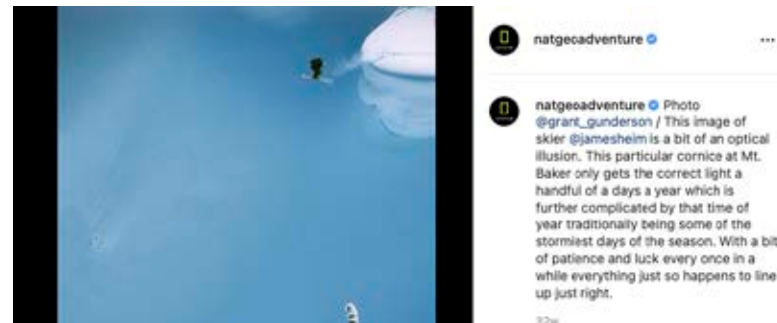 natgeoadventure
natgeoadventure Photo
@grant_gunderson / This image of
skier @jamesheim is a bit of an optical
illusion. This particular cornice at Mt.
Baker only gets the correct light a
handful of a days a year which is
further complicated by that time of
year traditionally being some of the
stormiest days of the season. With a bit
of patience and luck every once in a
while everything just so happens to line
up just right.
32w